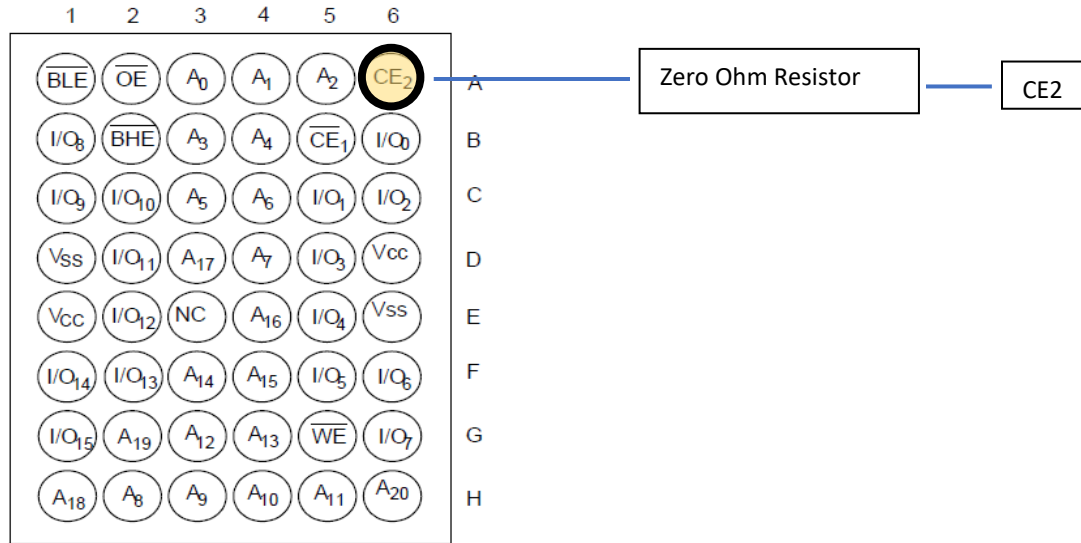 1 2 3 4 5 6
BLE OE A0 A1 A2 CE2 A Zero Ohm Resistor CE2
I/O8 BHE A3 A4 CE1 I/O0 B
I/O9 I/O10 A5 A6 I/O1 I/O2 C
VSS I/O11 A17 A7 I/O3 Vcc D
VCC I/O12 NC A16 I/O4 Vss E
I/O14 I/O13 A14 A15 I/O5 I/O6 F
I/O15 A19 A12 A13 WE I/O7 G
A18 A8 A9 A10 A11 A20 H